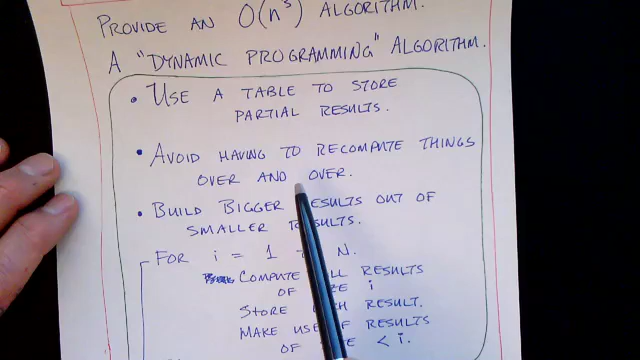 PROVIDE AN O(n³) ALGORITHM.
A "DYNAMIC PROGRAMMING" ALGORITHM.
• USE A TABLE TO STORE
PARTIAL RESULTS.
• AVOID HAVING TO RECOMPUTE THINGS
OVER AND OVER.
• BUILD BIGGER RESULTS OUT OF
SMALLER RESULTS.
FOR i = 1 N.
COMPUTE RESULTS
OF i
STORE RESULT.
MAKE USE RESULTS
OF < i.